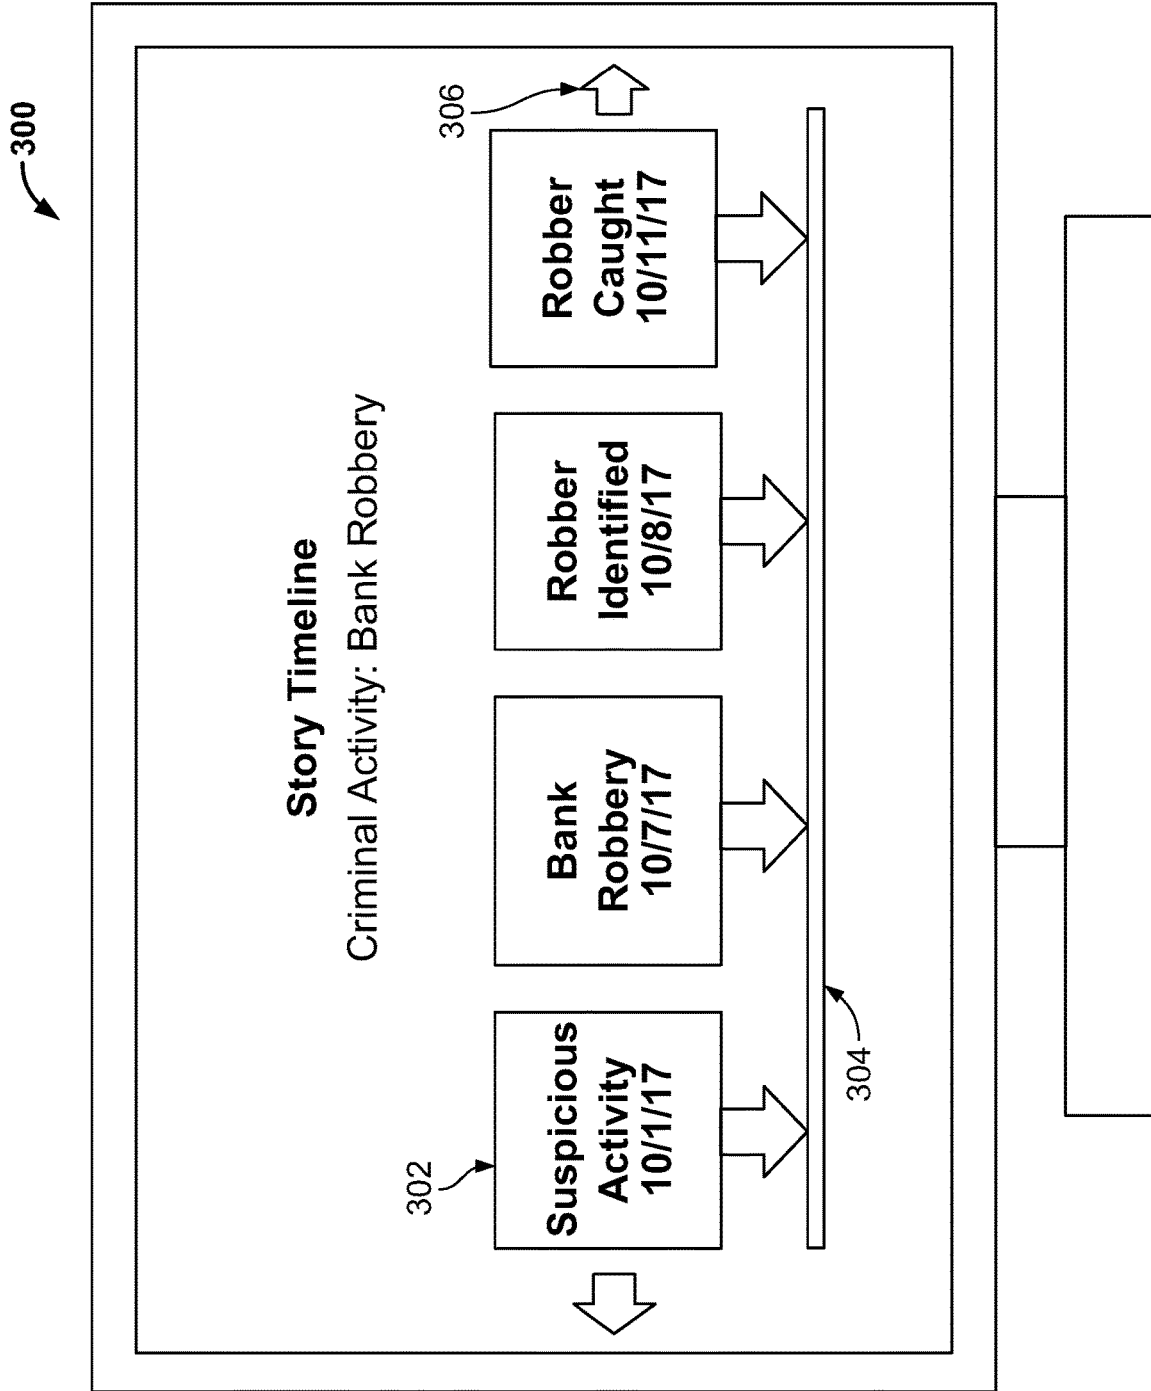 300
Story Timeline
Criminal Activity: Bank Robbery
302
306
Suspicious
Activity
10/1/17
Bank
Robbery
10/7/17
Robber
Identified
10/8/17
Robber
Caught
10/11/17
304